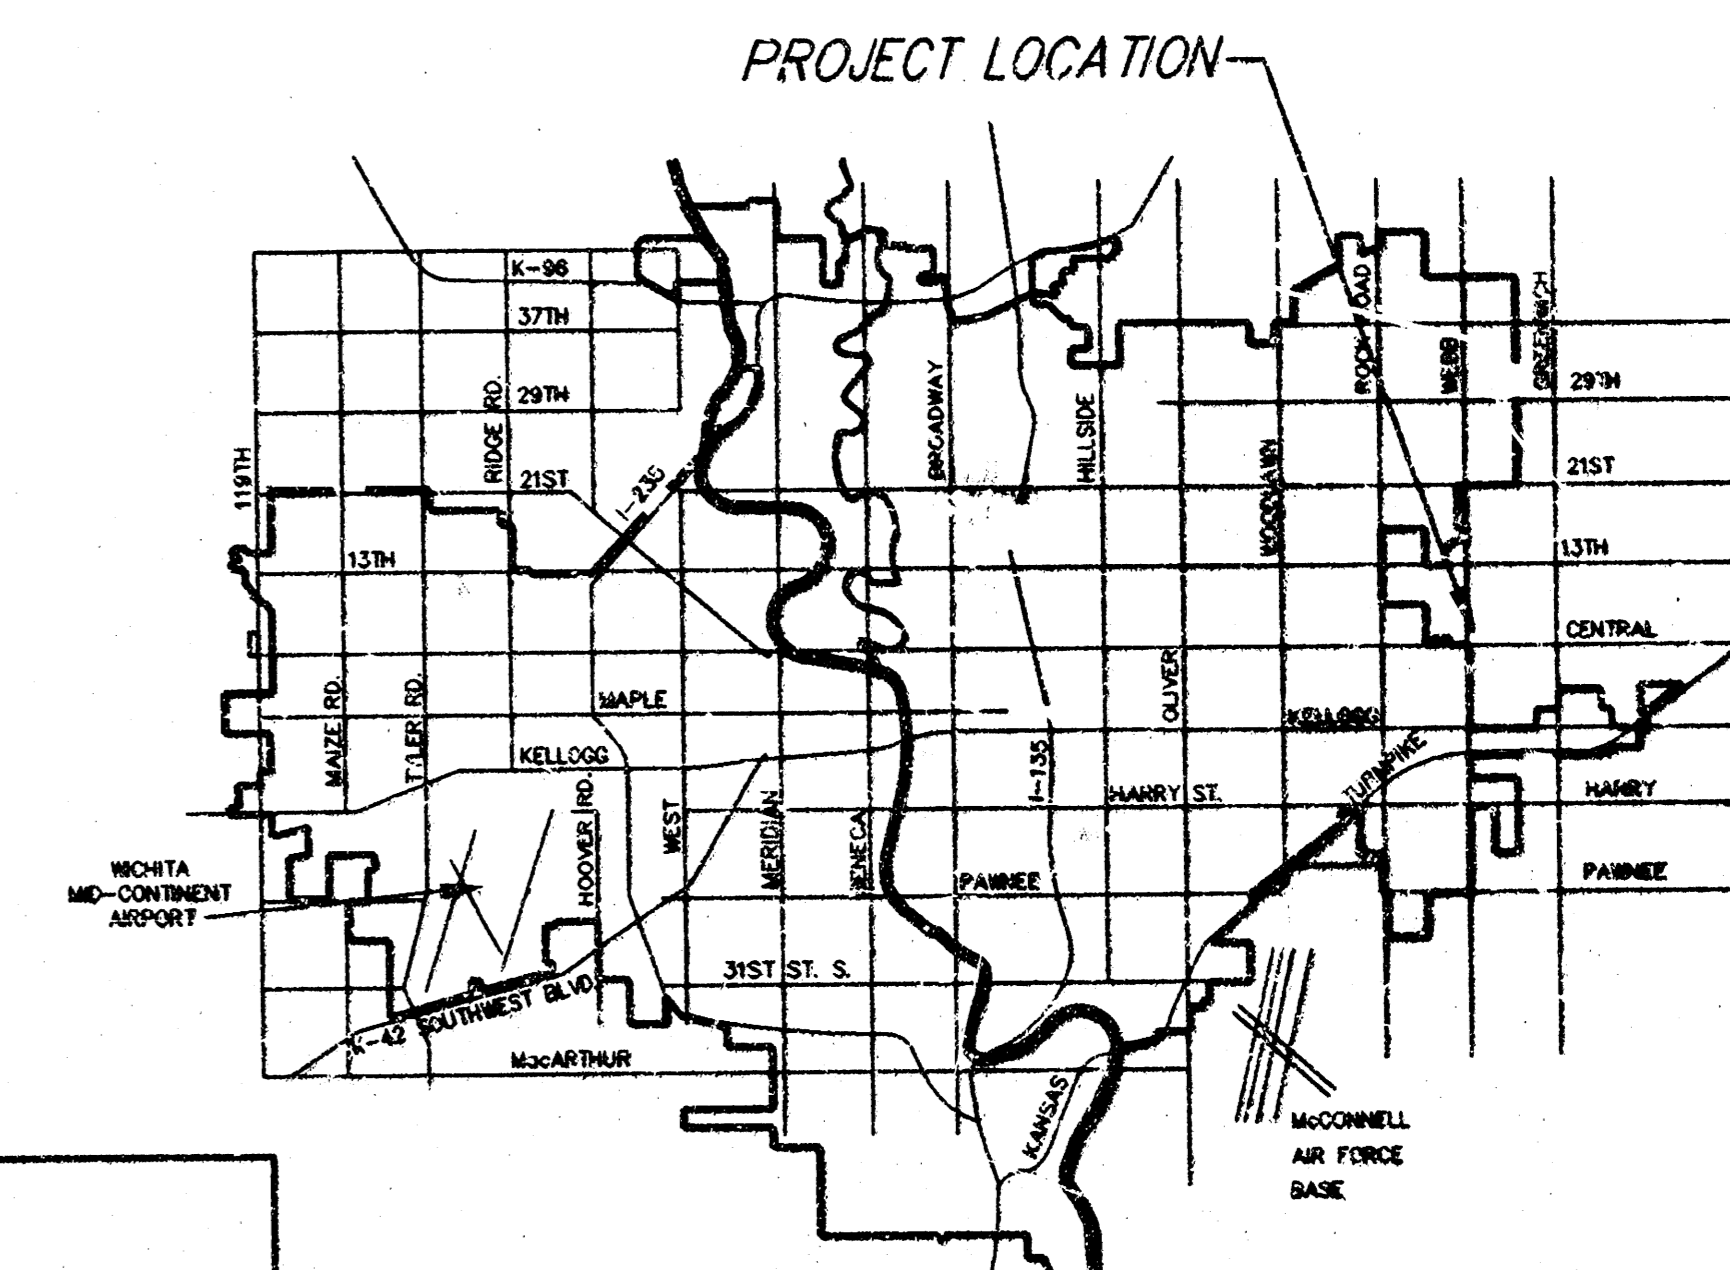 PROJECT LOCATION
K-96
37TH
29TH
RIDGE RD.
21ST
I-235
119TH
13TH
BROADWAY
HILLSIDE
WOODLAWN
ROCK ROAD
WEBB
GREENWICH
29TH
21ST
13TH
CENTRAL
MAIZE RD.
TYLER RD.
MAPLE
KELLOGG
OLIVER
KELLOGG
TURNPIKE
HARRY ST.
HARRY
I-135
HOOVER RD.
WEST
MERIDIAN
SENECA
PAWNEE
PAWNEE
WICHITA
MID-CONTINENT
AIRPORT
31ST ST. S.
K-42 SOUTHWEST BLVD.
MacARTHUR
KANSAS
McCONNELL
AIR FORCE
BASE